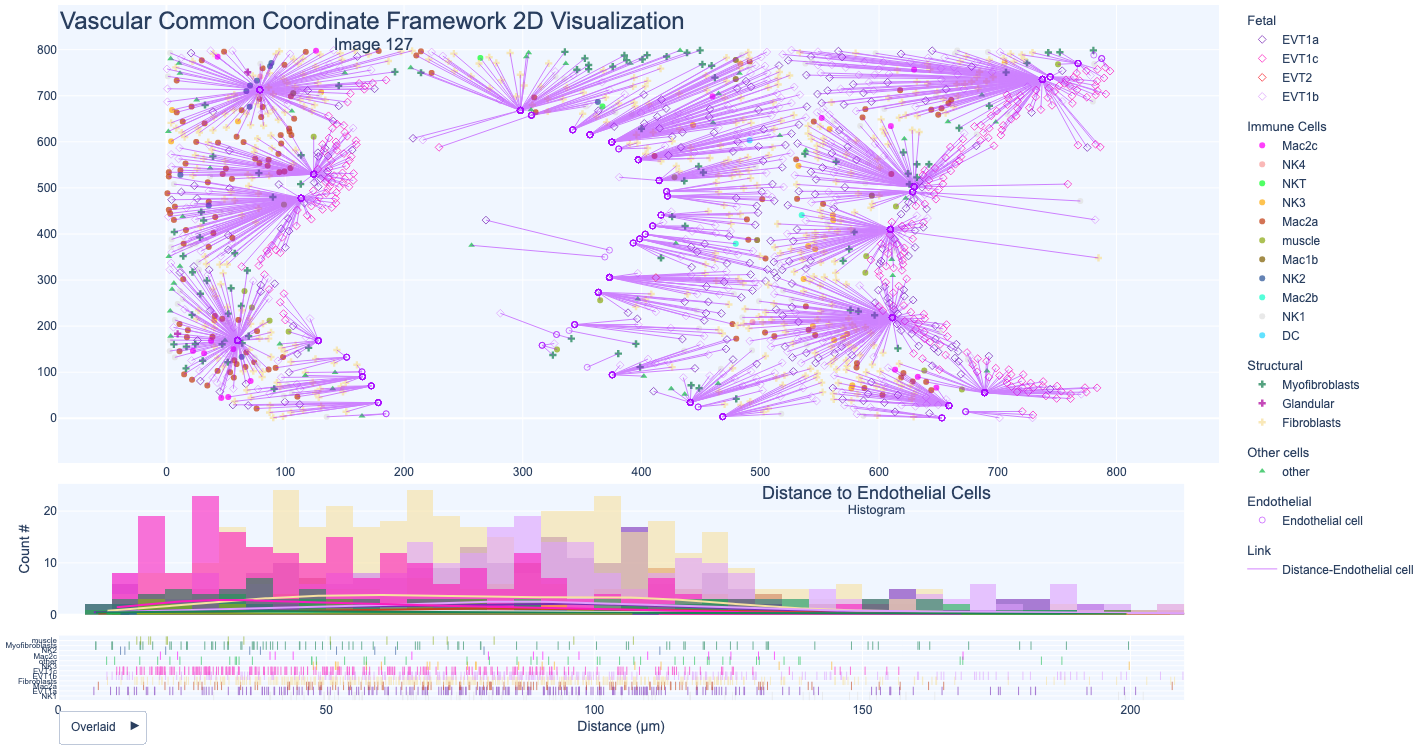 Vascular Common Coordinate Framework 2D Visualization
Image 127
800
700
600
500
400
300
200
100
0
0 100 200 300 400 500 600 700 800
Fetal
EVT1a
EVT1c
EVT2
EVT1b
Immune Cells
Mac2c
NK4
NKT
NK3
Mac2a
muscle
Mac1b
NK2
Mac2b
NK1
DC
Structural
Myofibroblasts
Glandular
Fibroblasts
Other cells
other
Endothelial
Endothelial cell
Link
Distance-Endothelial cell
Distance to Endothelial Cells
Histogram
Count #
20
10
0
muscle
Myofibroblasts
NK2
Mac2c
other
NK3
EVT1c
EVT1b
Fibroblasts
EVT1a
NK1
0 50 100 150 200
Distance (μm)
Overlaid ►